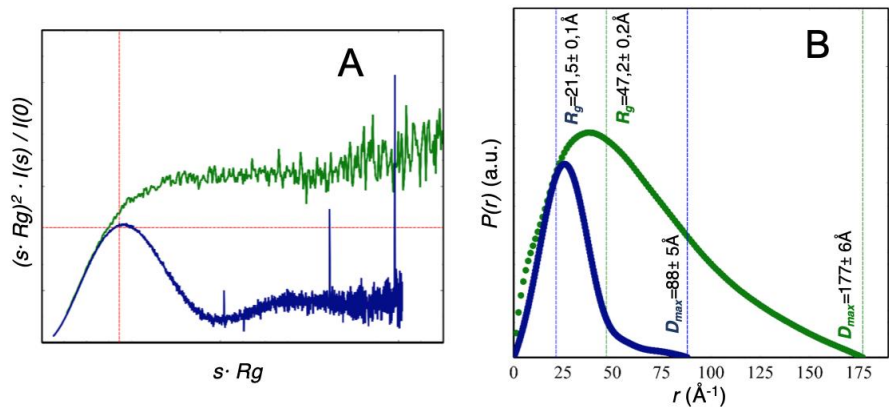 A
(s· Rg)² · I(s) / I(0)
s· Rg
B
P(r) (a.u.)
Rg=21,5± 0,1Å
Rg=47,2± 0,2Å
Dmax=88± 5Å
Dmax=177± 6Å
0 25 50 75 100 125 150 175
r (Å⁻¹)